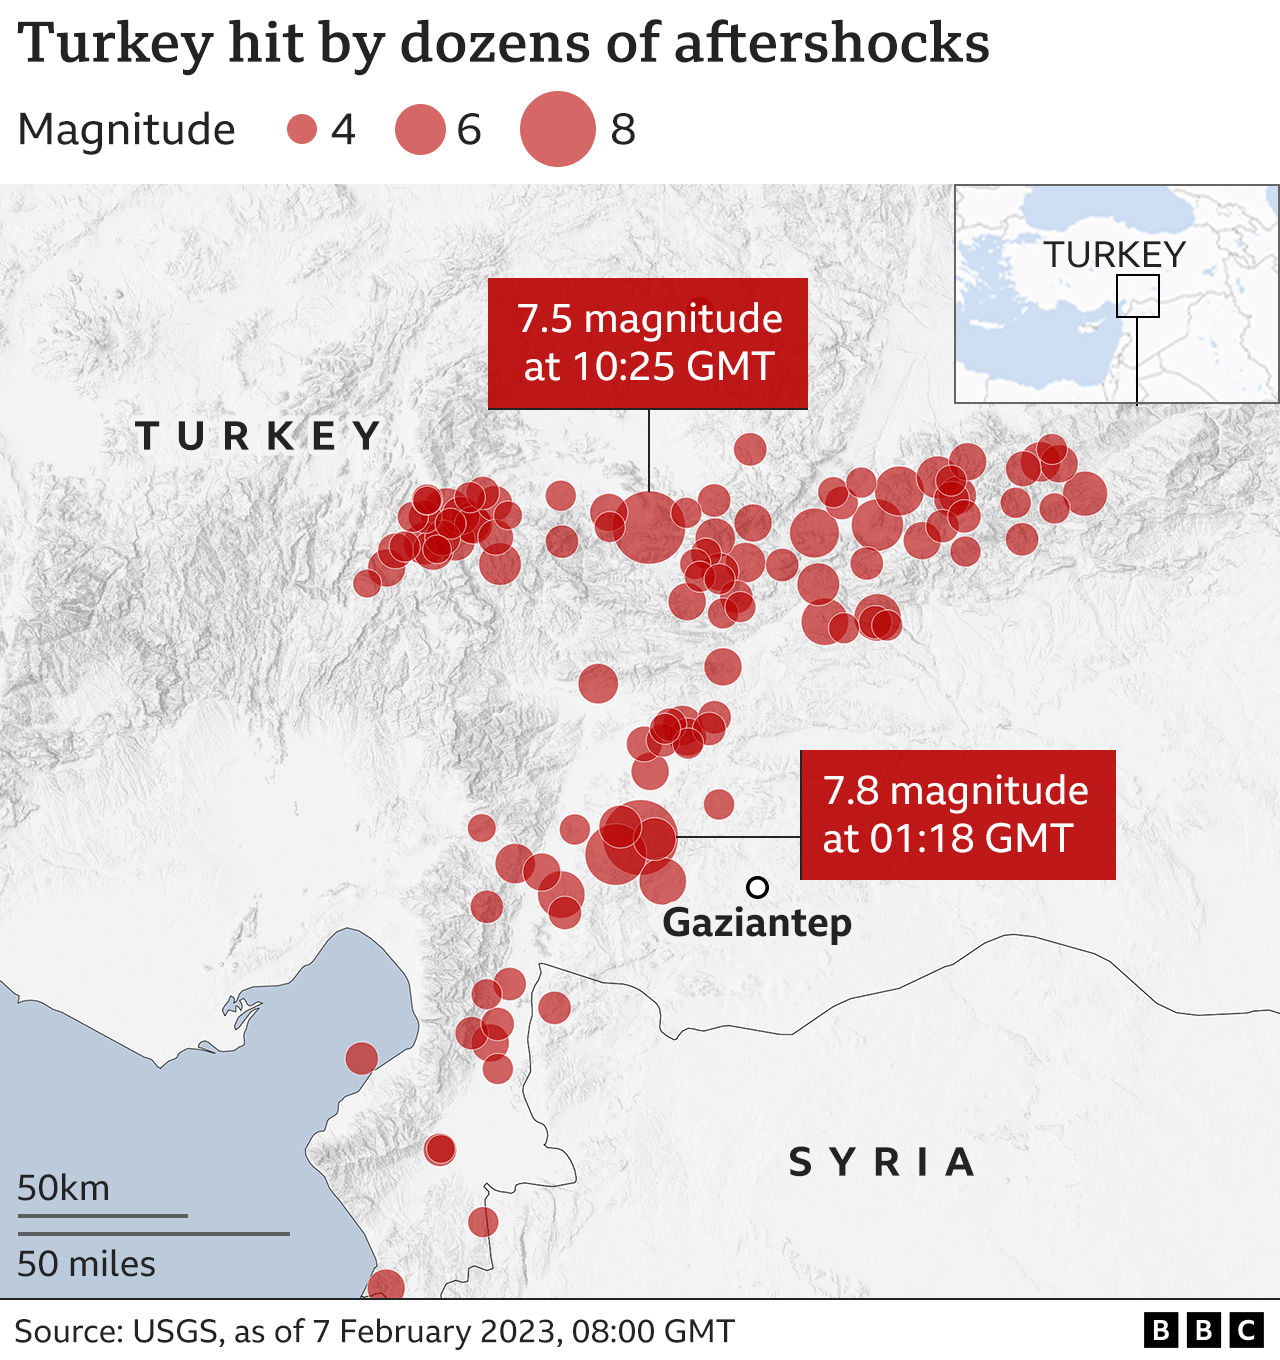 Turkey hit by dozens of aftershocks
Magnitude 4 6 8
TURKEY
7.5 magnitude
at 10:25 GMT
TURKEY
7.8 magnitude
at 01:18 GMT
Gaziantep
SYRIA
50km
50 miles
Source: USGS, as of 7 February 2023, 08:00 GMT
BBC